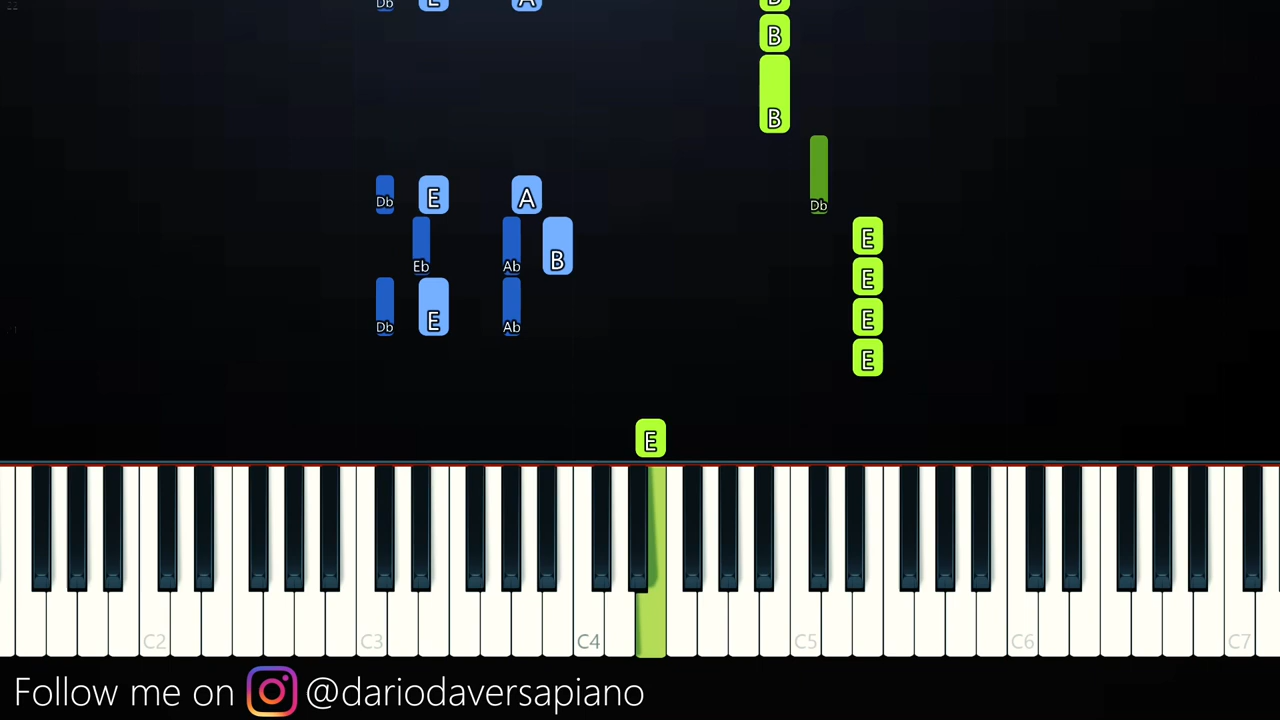 Db E A B
B
B
Db E A Db
Eb Ab B E
E
Db E Ab E
E
E
C2 C3 C4 C5 C6 C7
Follow me on @dariodaversapiano